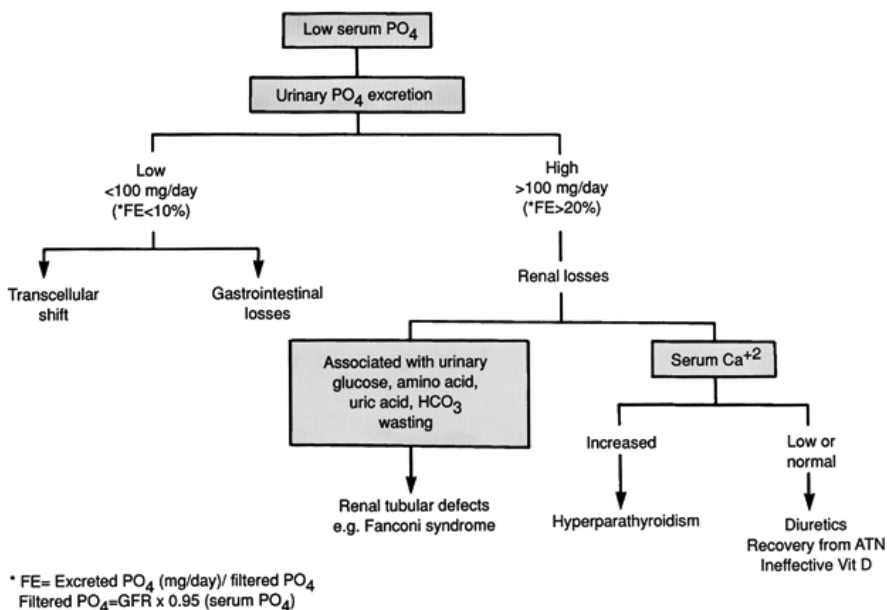 Low serum PO4
Urinary PO4 excretion
Low
<100 mg/day
(*FE<10%)
High
>100 mg/day
(*FE>20%)
Transcellular
shift
Gastrointestinal
losses
Renal losses
Associated with urinary
glucose, amino acid,
uric acid, HCO3
wasting
Serum Ca+2
Increased
Low or
normal
Renal tubular defects
e.g. Fanconi syndrome
Hyperparathyroidism
Diuretics
Recovery from ATN
Ineffective Vit D
* FE= Excreted PO4 (mg/day)/ filtered PO4
Filtered PO4=GFR x 0.95 (serum PO4)